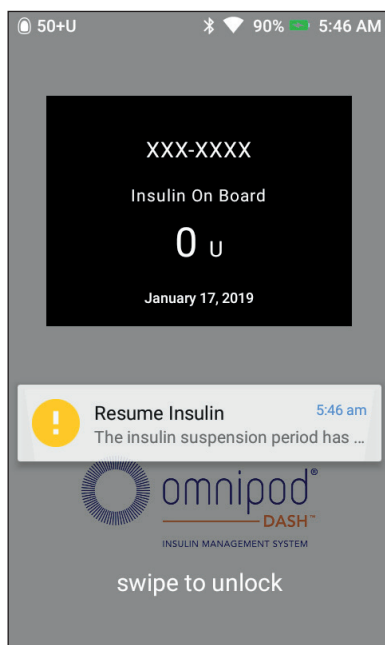 50+U 90% 5:46 AM
XXX-XXXX
Insulin On Board
0 U
January 17, 2019
Resume Insulin 5:46 am
The insulin suspension period has ...
omnipod®
DASH™
INSULIN MANAGEMENT SYSTEM
swipe to unlock